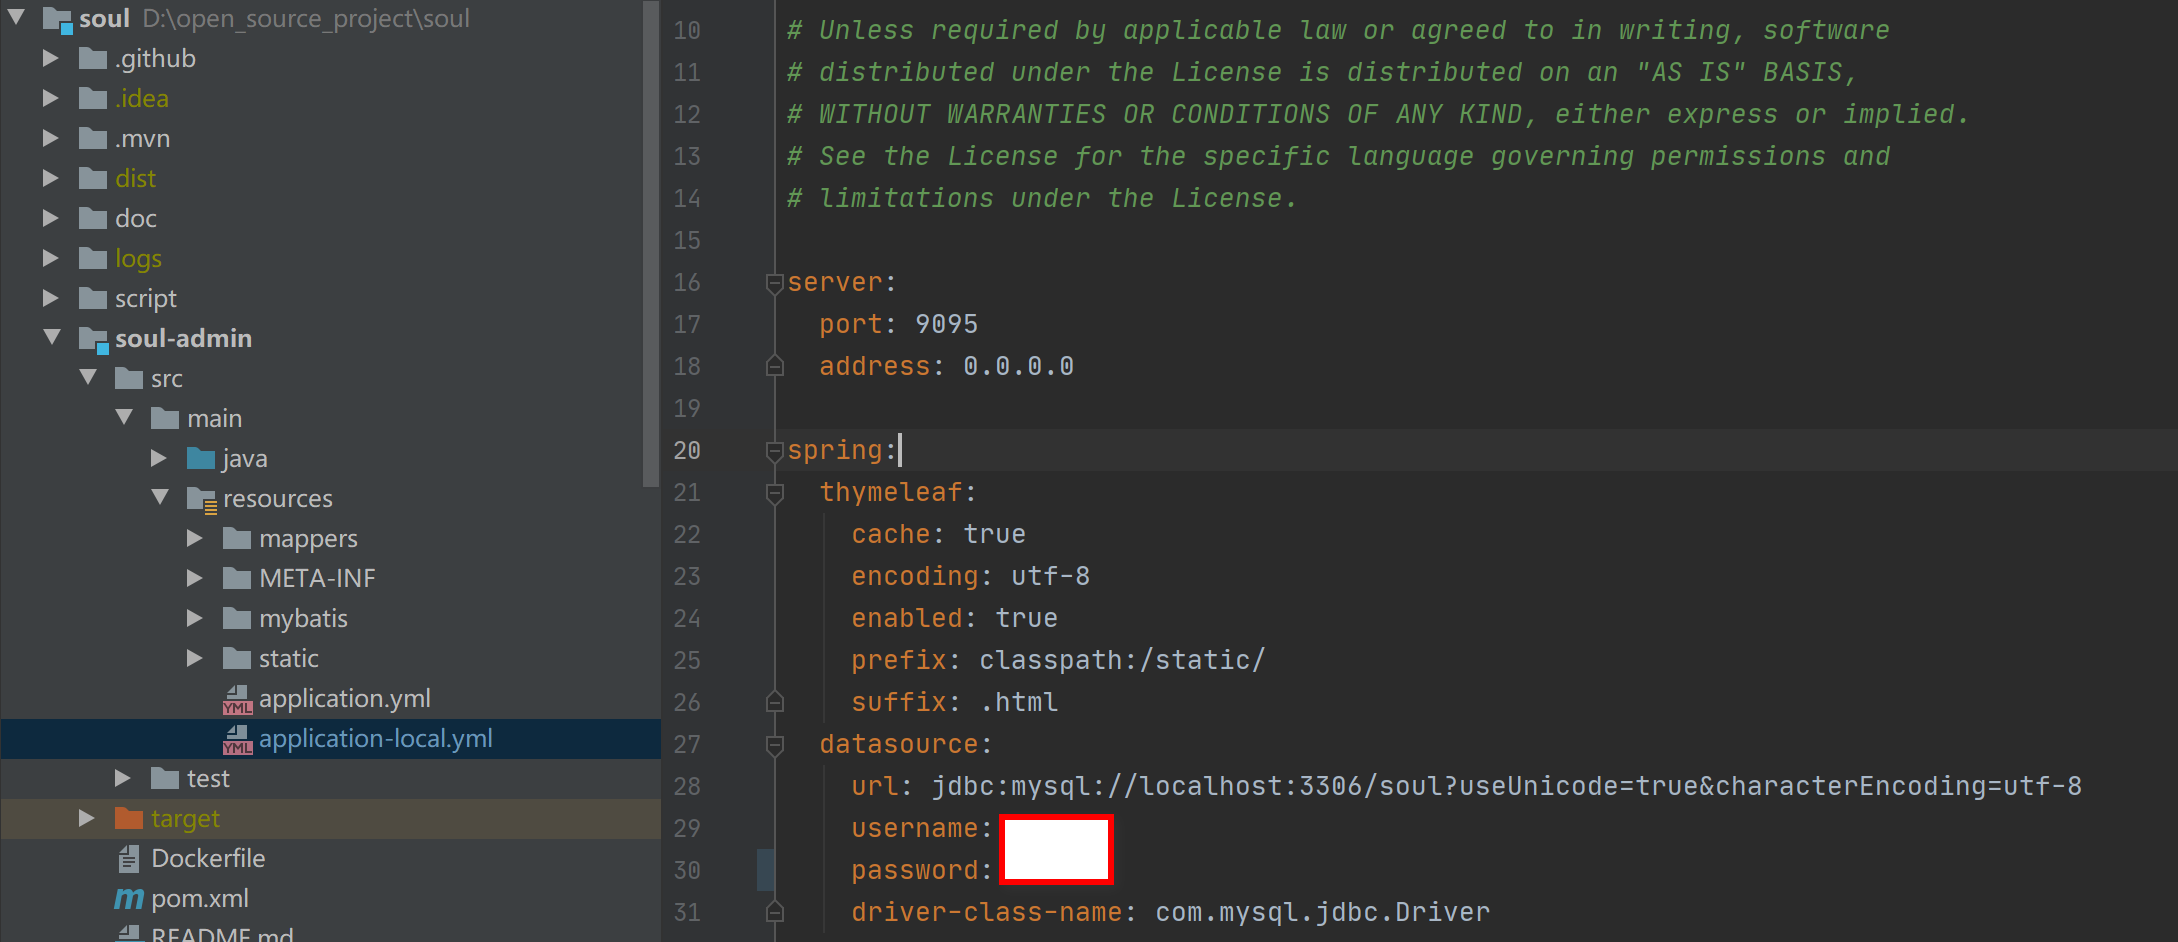 soul D:\open_source_project\soul
.github
.idea
.mvn
dist
doc
logs
script
soul-admin
src
main
java
resources
mappers
META-INF
mybatis
static
YML application.yml
YML application-local.yml
test
target
Dockerfile
m pom.xml
README.md
10 # Unless required by applicable law or agreed to in writing, software
11 # distributed under the License is distributed on an "AS IS" BASIS,
12 # WITHOUT WARRANTIES OR CONDITIONS OF ANY KIND, either express or implied.
13 # See the License for the specific language governing permissions and
14 # limitations under the License.
15
16 server:
17 port: 9095
18 address: 0.0.0.0
19
20 spring:
21 thymeleaf:
22 cache: true
23 encoding: utf-8
24 enabled: true
25 prefix: classpath:/static/
26 suffix: .html
27 datasource:
28 url: jdbc:mysql://localhost:3306/soul?useUnicode=true&characterEncoding=utf-8
29 username:
30 password:
31 driver-class-name: com.mysql.jdbc.Driver